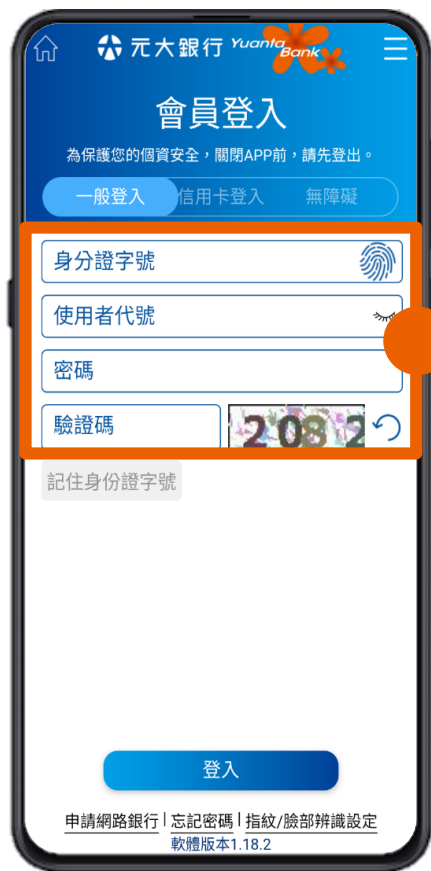 元大銀行 Yuanta Bank
會員登入
為保護您的個資安全，關閉APP前，請先登出。
一般登入 信用卡登入 無障礙
身分證字號
使用者代號
密碼
驗證碼 2 08 2
記住身份證字號
登入
申請網路銀行 | 忘記密碼 | 指紋/臉部辨識設定
軟體版本1.18.2